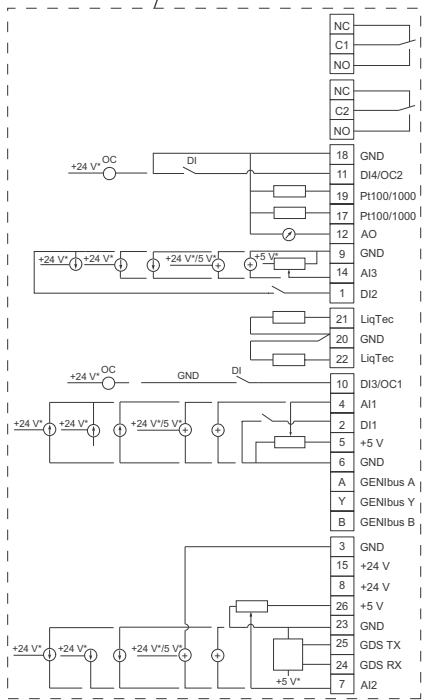 NC
C1
NO
NC
C2
NO
18 GND
+24 V* OC DI 11 DI4/OC2
19 Pt100/1000
17 Pt100/1000
12 AO
9 GND
+24 V* +24 V* +24 V*/5 V* +5 V*
14 AI3
1 DI2
21 LiqTec
20 GND
22 LiqTec
+24 V* OC GND DI 10 DI3/OC1
4 AI1
+24 V* +24 V* +24 V*/5 V* 2 DI1
5 +5 V
6 GND
A GENIbus A
Y GENIbus Y
B GENIbus B
3 GND
15 +24 V
8 +24 V
26 +5 V
23 GND
25 GDS TX
+24 V* +24 V* +24 V*/5 V*
24 GDS RX
+5 V* 7 AI2